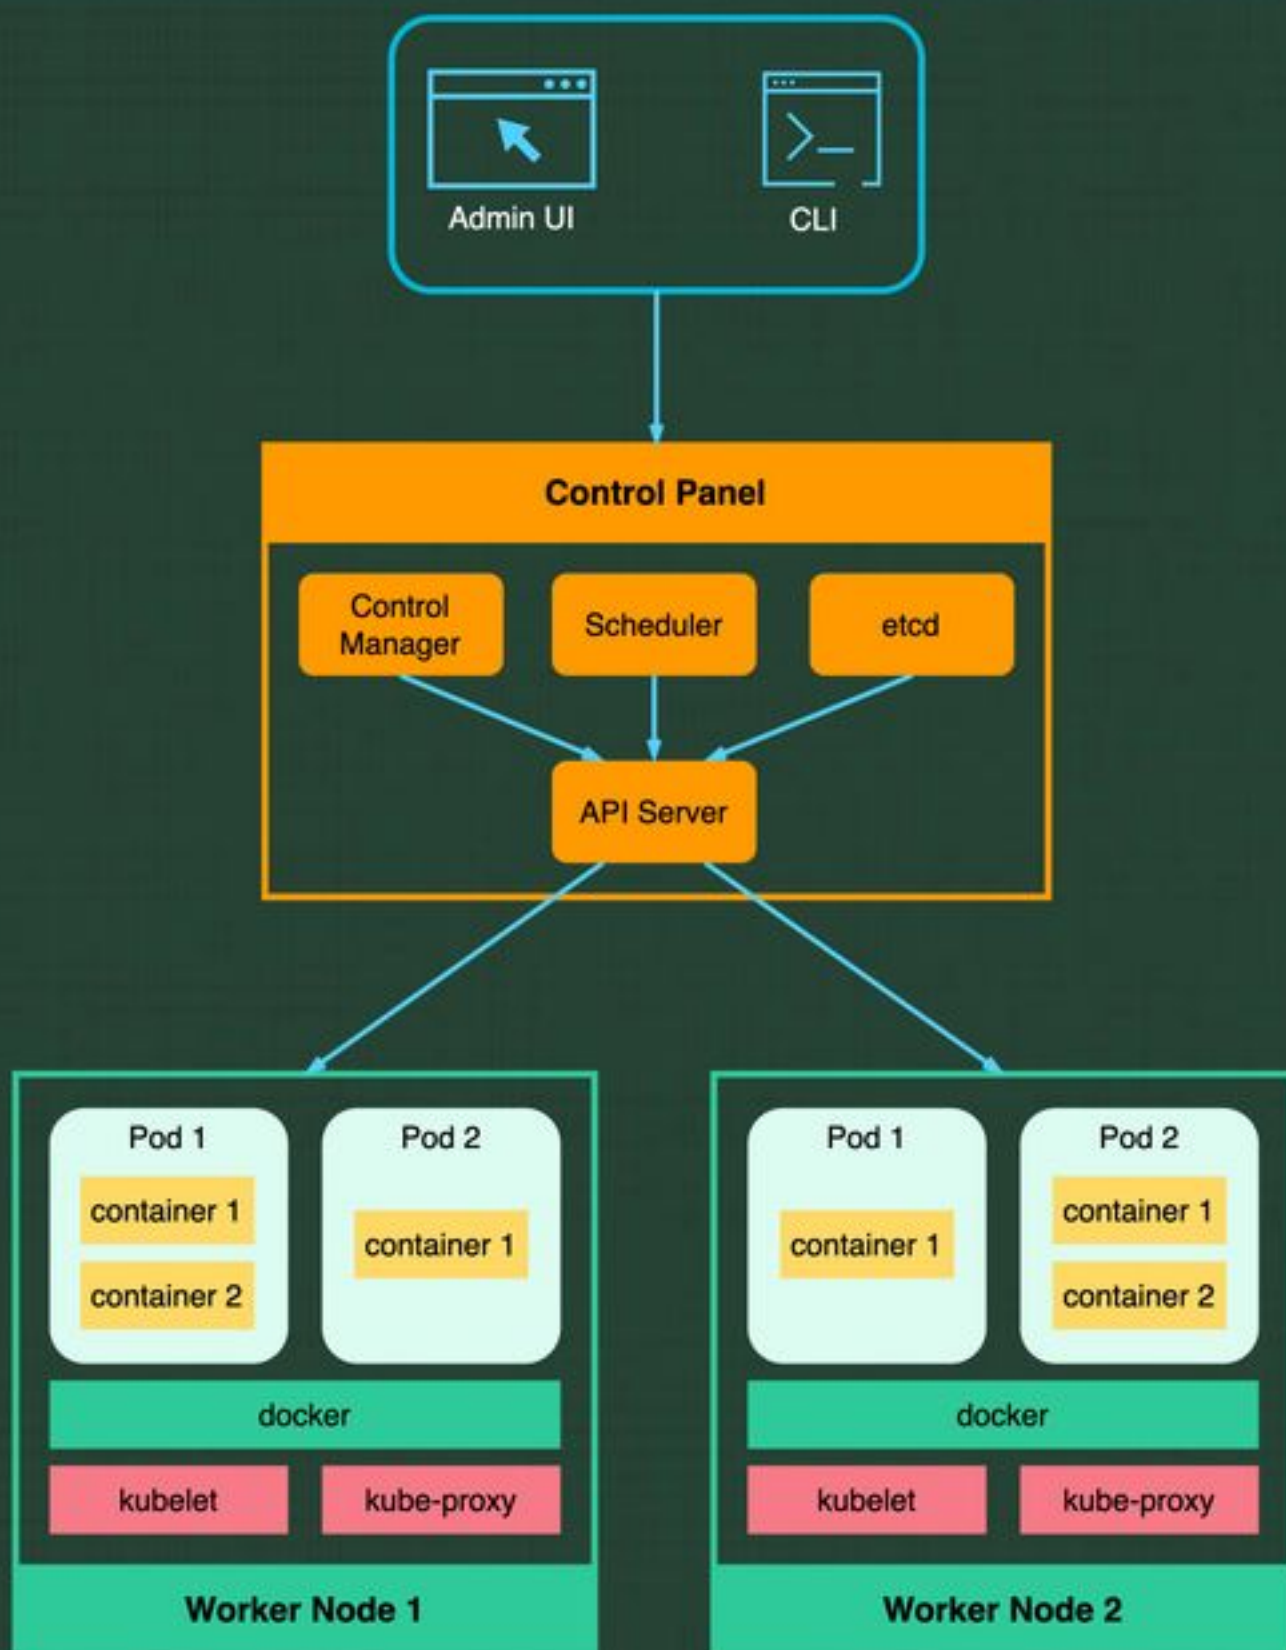 Admin UI
CLI
Control Panel
Control
Manager
Scheduler
etcd
API Server
Pod 1
container 1
container 2
Pod 2
container 1
docker
kubelet
kube-proxy
Worker Node 1
Pod 1
container 1
Pod 2
container 1
container 2
docker
kubelet
kube-proxy
Worker Node 2